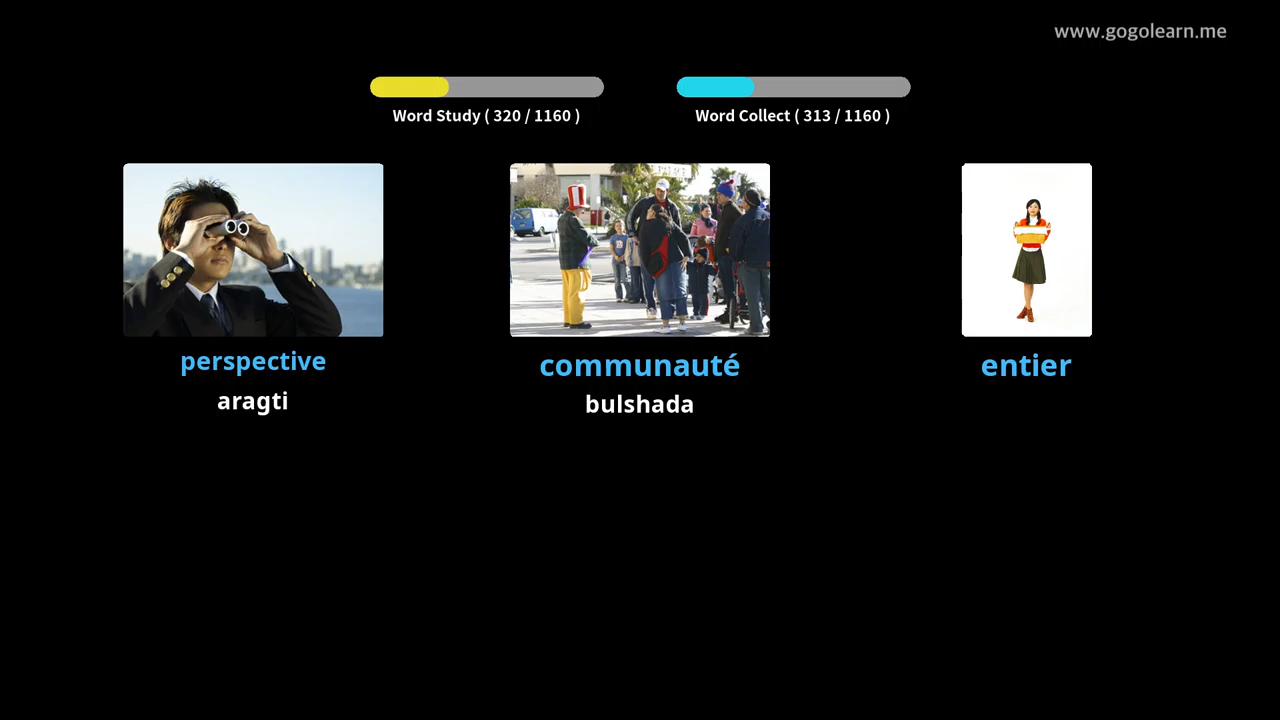 www.gogolearn.me
Word Study ( 320 / 1160 )
Word Collect ( 313 / 1160 )
perspective
aragti
communauté
bulshada
entier